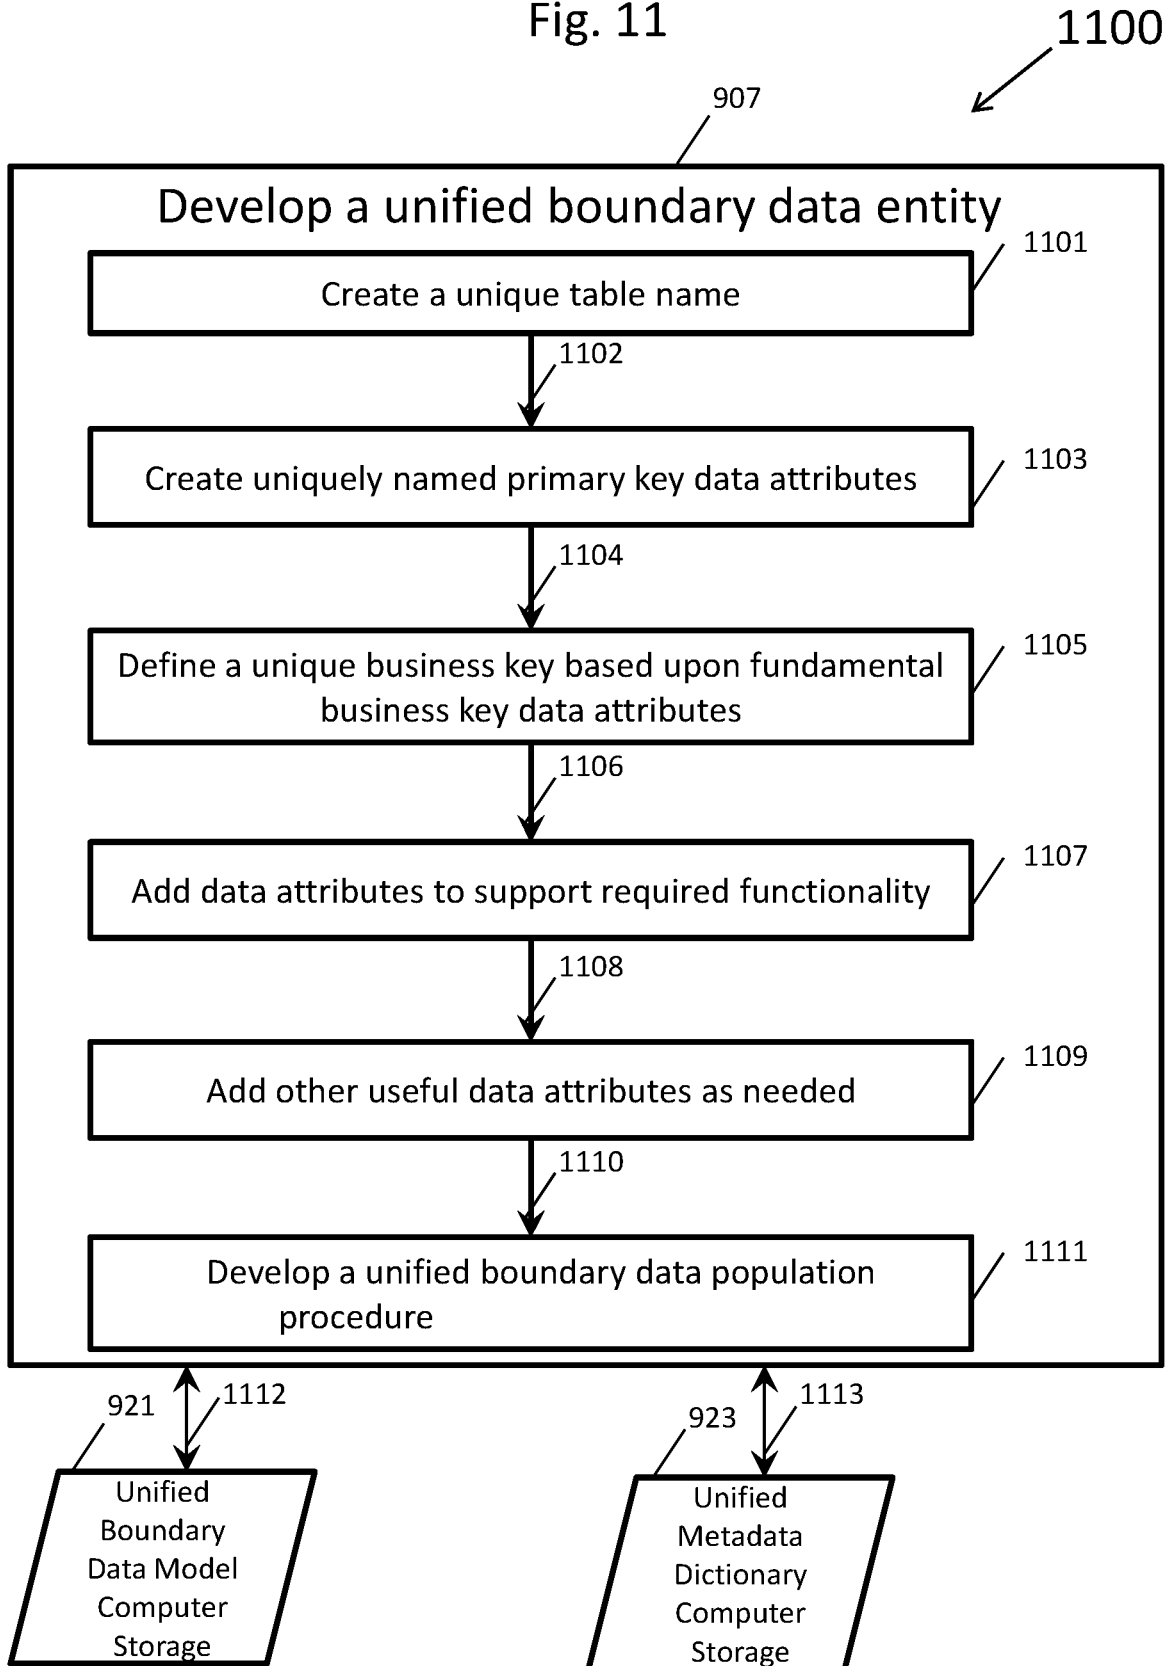 Fig. 11
1100
907
Develop a unified boundary data entity
1101
Create a unique table name
1102
1103
Create uniquely named primary key data attributes
1104
1105
Define a unique business key based upon fundamental
business key data attributes
1106
1107
Add data attributes to support required functionality
1108
1109
Add other useful data attributes as needed
1110
1111
Develop a unified boundary data population
procedure
921
1112
923
1113
Unified
Boundary
Data Model
Computer
Storage
Unified
Metadata
Dictionary
Computer
Storage